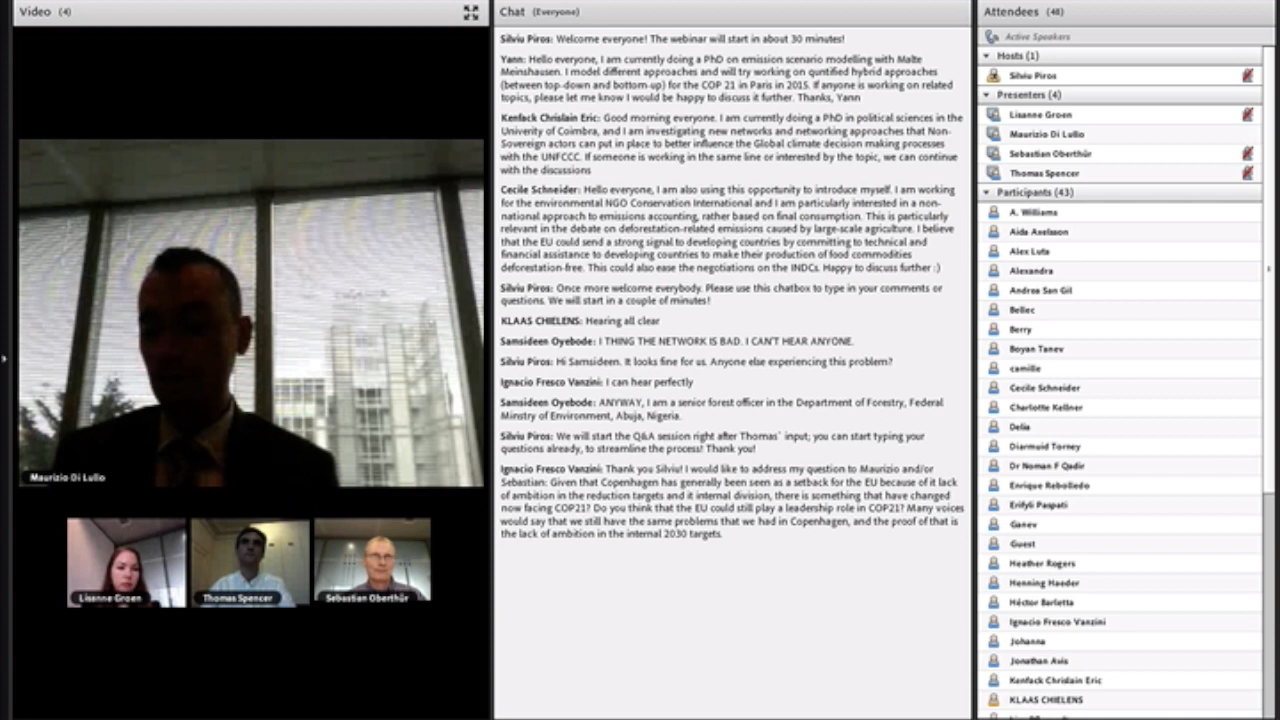 Video (4)
Maurizio Di Lullo
Lisanne Groen
Thomas Spencer
Sebastian Oberthür
Chat (Everyone)
Silviu Piros: Welcome everyone! The webinar will start in about 30 minutes!
Yann: Hello everyone, I am currently doing a PhD on emission scenario modelling with Malte
Meinshausen. I model different approaches and will try working on quntified hybrid approaches
(between top-down and bottom-up) for the COP 21 in Paris in 2015. If anyone is working on related
topics, please let me know I would be happy to discuss it further. Thanks, Yann
Kenfack Chrislain Eric: Good morning everyone. I am currently doing a PhD in political sciences in the
Univerity of Coimbra, and I am investigating new networks and networking approaches that Non-
Sovereign actors can put in place to better influence the Global climate decision making processes
with the UNFCCC. If someone is working in the same line or interested by the topic, we can continue
with the discussions
Cecile Schneider: Hello everyone, I am also using this opportunity to introduce myself. I am working
for the environmental NGO Conservation International and I am particularly interested in a non-
national approach to emissions accounting, rather based on final consumption. This is particularly
relevant in the debate on deforestation-related emissions caused by large-scale agriculture. I believe
that the EU could send a strong signal to developing countries by committing to technical and
financial assistance to developing countries to make their production of food commodities
deforestation-free. This could also ease the negotiations on the INDCs. Happy to discuss further :)
Silviu Piros: Once more welcome everybody. Please use this chatbox to type in your comments or
questions. We will start in a couple of minutes!
KLAAS CHIELENS: Hearing all clear
Samsideen Oyebode: I THING THE NETWORK IS BAD. I CAN'T HEAR ANYONE.
Silviu Piros: Hi Samsideen. It looks fine for us. Anyone else experiencing this problem?
Ignacio Fresco Vanzini: I can hear perfectly
Samsideen Oyebode: ANYWAY, I am a senior forest officer in the Department of Forestry, Federal
Minstry of Environment, Abuja, Nigeria.
Silviu Piros: We will start the Q&A session right after Thomas` input; you can start typing your
questions already, to streamline the process! Thank you!
Ignacio Fresco Vanzini: Thank you Silviu! I would like to address my question to Maurizio and/or
Sebastian: Given that Copenhagen has generally been seen as a setback for the EU because of it lack
of ambition in the reduction targets and it internal division, there is something that have changed
now facing COP21? Do you think that the EU could still play a leadership role in COP21? Many voices
would say that we still have the same problems that we had in Copenhagen, and the proof of that is
the lack of ambition in the internal 2030 targets.
Attendees (48)
Active Speakers
Hosts (1)
Silviu Piros
Presenters (4)
Lisanne Groen
Maurizio Di Lullo
Sebastian Oberthür
Thomas Spencer
Participants (43)
A. Williams
Aida Axelsson
Alex Luta
Alexandra
Andrea San Gil
Bellec
Berry
Boyan Tanev
camille
Cecile Schneider
Charlotte Kellner
Delia
Diarmuid Torney
Dr Noman F Qadir
Enrique Rebolledo
Erifyli Paspati
Ganev
Guest
Heather Rogers
Henning Haeder
Héctor Barletta
Ignacio Fresco Vanzini
Johanna
Jonathan Avis
Kenfack Chrislain Eric
KLAAS CHIELENS